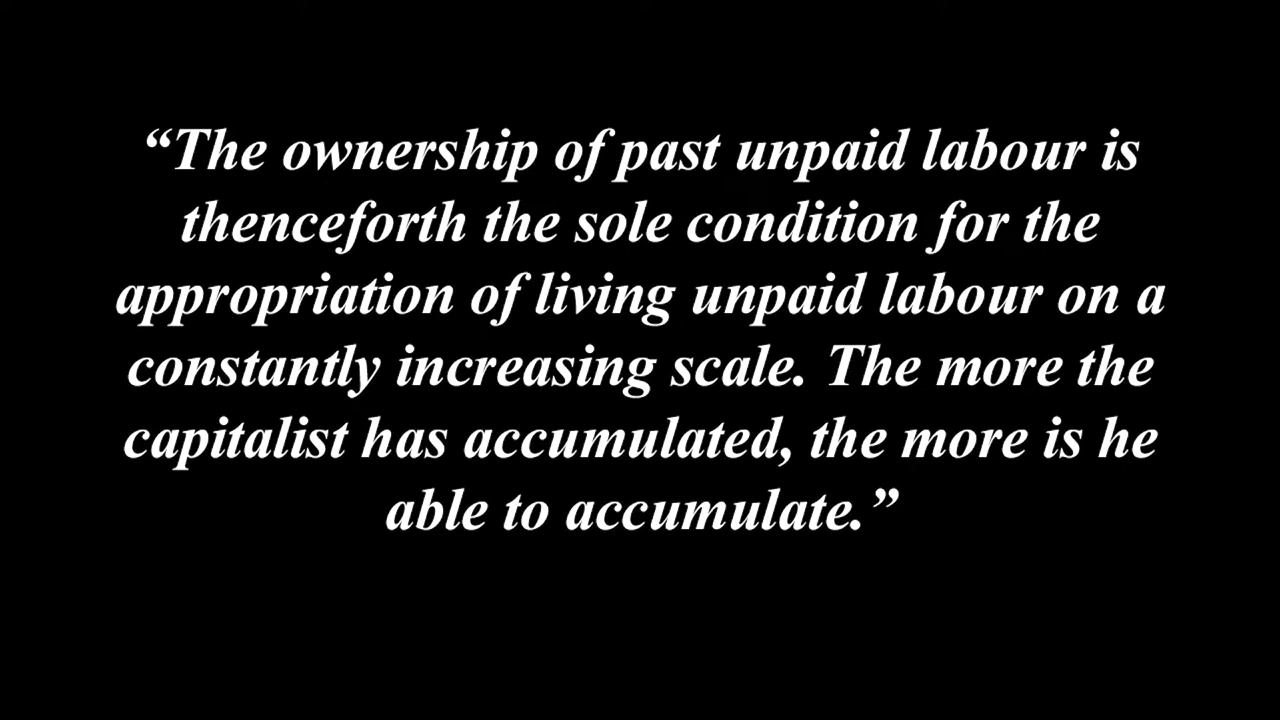 “The ownership of past unpaid labour is
thenceforth the sole condition for the
appropriation of living unpaid labour on a
constantly increasing scale. The more the
capitalist has accumulated, the more is he
able to accumulate.”